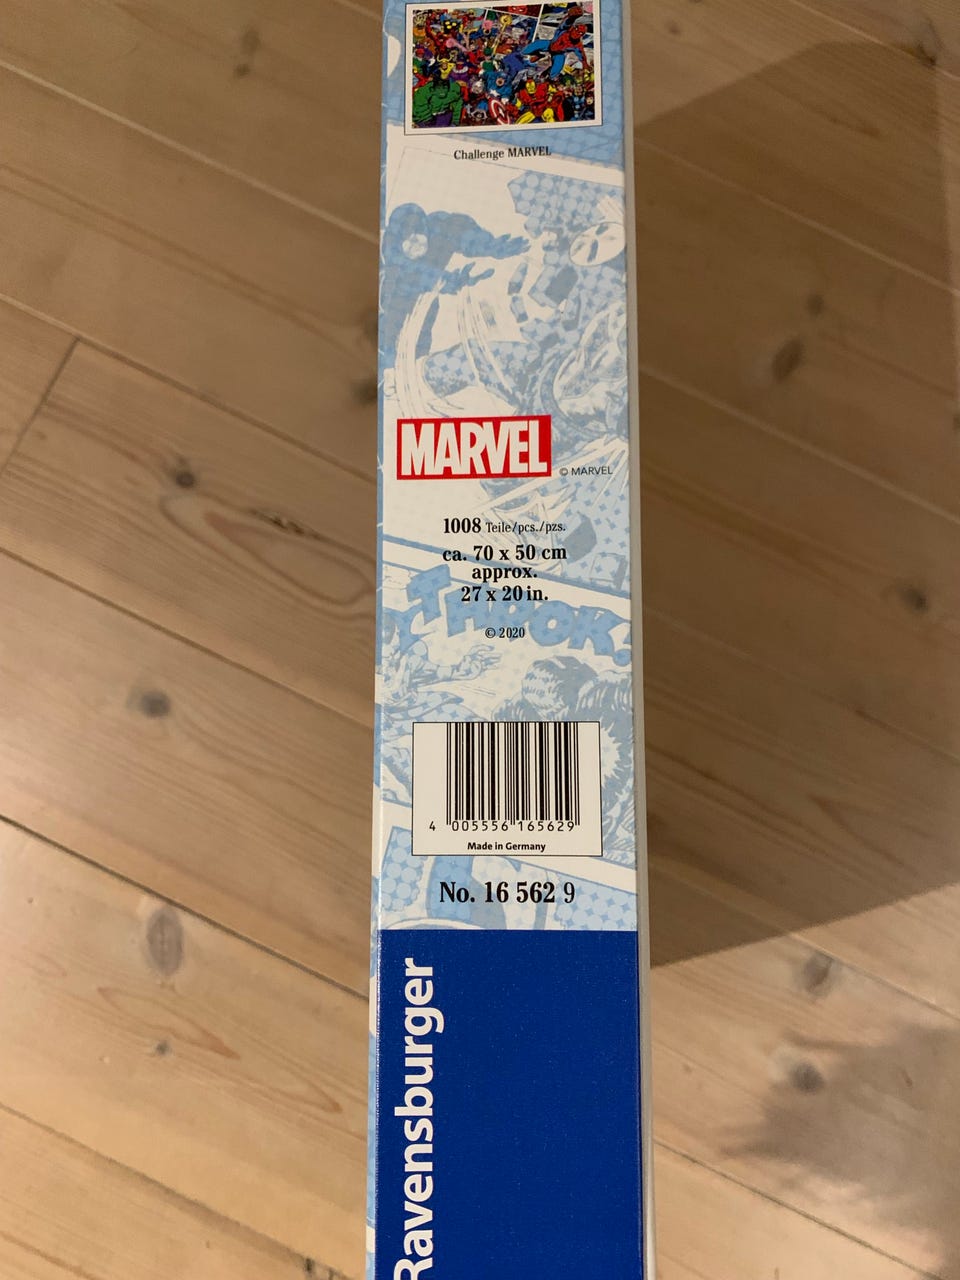 Challenge MARVEL
MARVEL
© MARVEL
1008 Teile/pcs./pzs.
ca. 70 x 50 cm
approx.
27 x 20 in.
THROK!
© 2020
4 005556 165629
Made in Germany
No. 16 562 9
Ravensburger